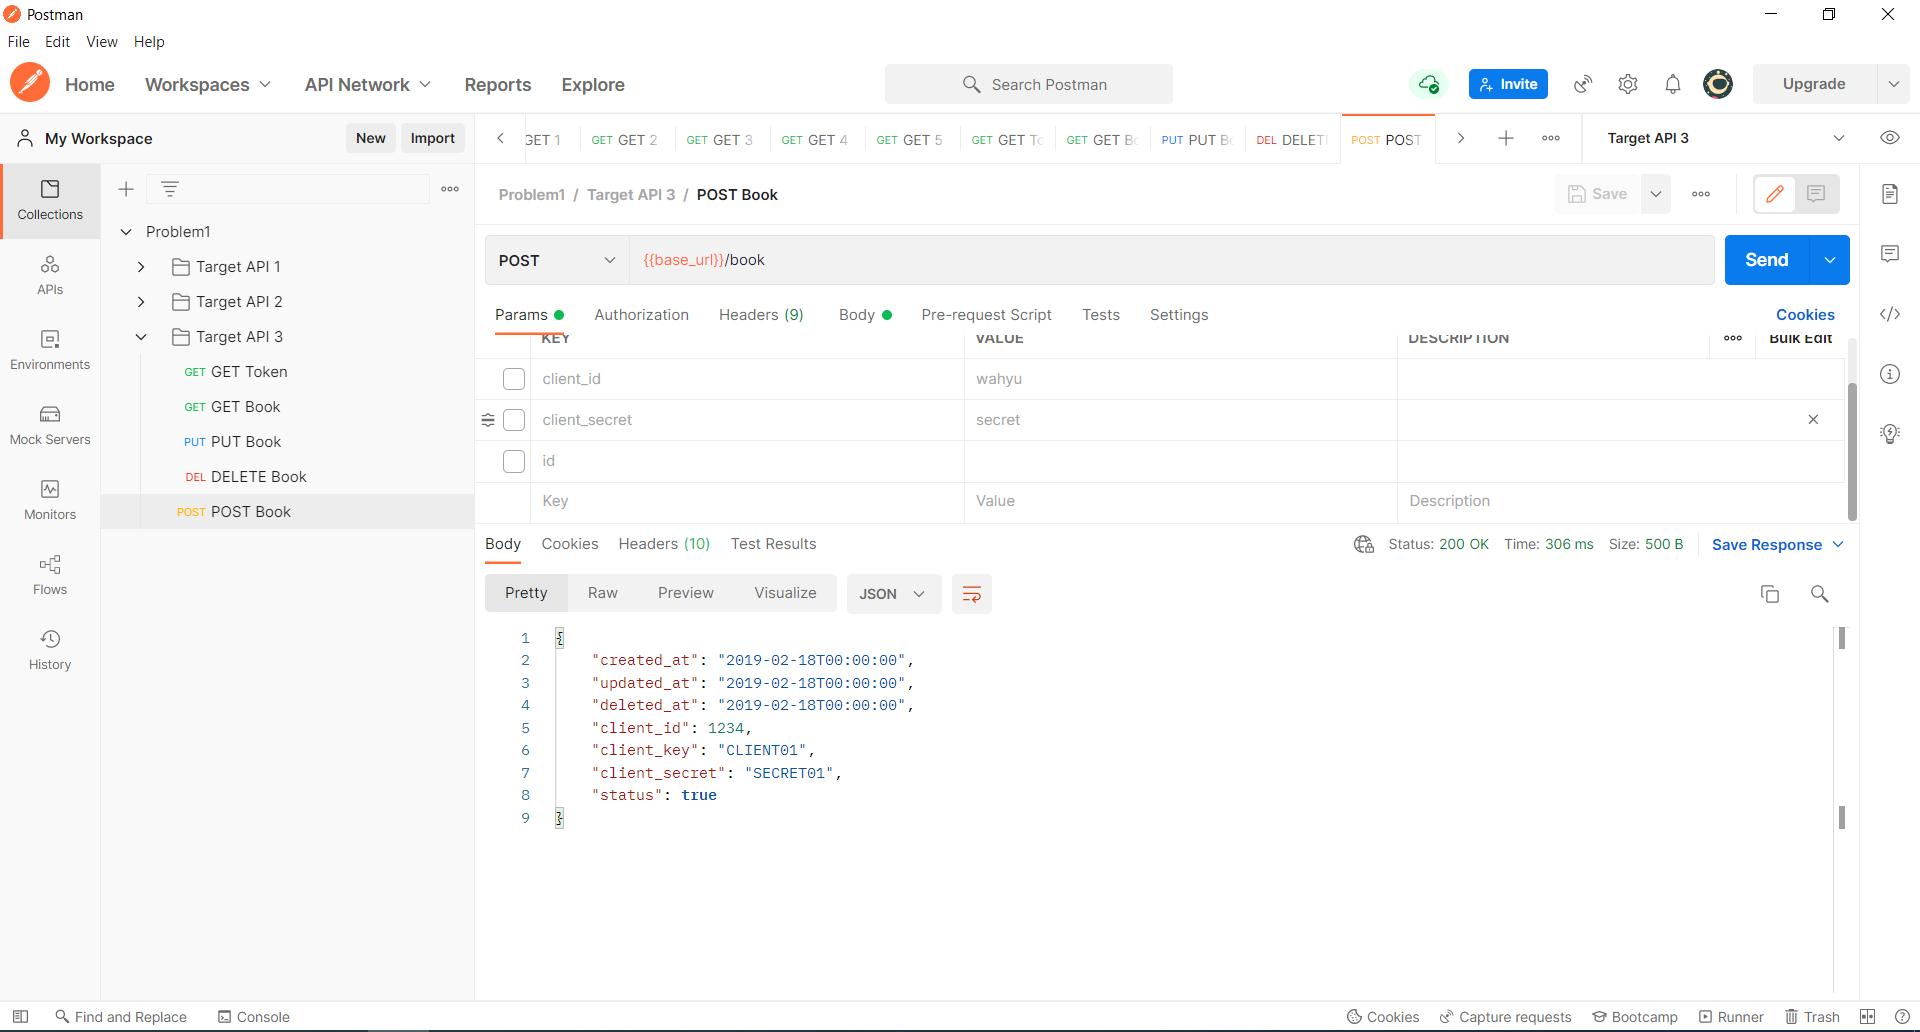 Postman
File Edit View Help
Home Workspaces API Network Reports Explore Search Postman Invite Upgrade
My Workspace New Import
GET 1 GET GET 2 GET GET 3 GET GET 4 GET GET 5 GET GET Tc GET GET Bc PUT PUT Bc DEL DELETI POST POST Target API 3
Problem1 / Target API 3 / POST Book Save
Collections
APIs
Environments
Mock Servers
Monitors
Flows
History
Problem1
Target API 1
Target API 2
Target API 3
GET GET Token
GET GET Book
PUT PUT Book
DEL DELETE Book
POST POST Book
POST {{base_url}}/book Send
Params Authorization Headers (9) Body Pre-request Script Tests Settings Cookies
KEY VALUE DESCRIPTION Bulk Edit
client_id wahyu
client_secret secret
id
Key Value Description
Body Cookies Headers (10) Test Results Status: 200 OK Time: 306 ms Size: 500 B Save Response
Pretty Raw Preview Visualize JSON
1 {
2 "created_at": "2019-02-18T00:00:00",
3 "updated_at": "2019-02-18T00:00:00",
4 "deleted_at": "2019-02-18T00:00:00",
5 "client_id": 1234,
6 "client_key": "CLIENT01",
7 "client_secret": "SECRET01",
8 "status": true
9 }
Find and Replace Console Cookies Capture requests Bootcamp Runner Trash